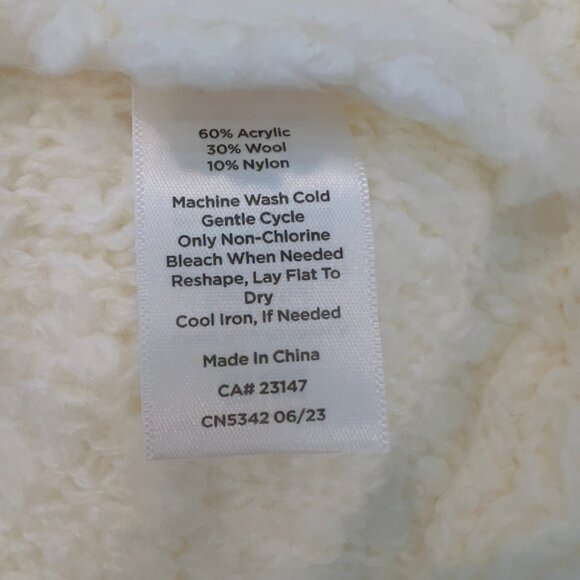 60% Acrylic
30% Wool
10% Nylon
Machine Wash Cold
Gentle Cycle
Only Non-Chlorine
Bleach When Needed
Reshape, Lay Flat To
Dry
Cool Iron, If Needed
Made In China
CA# 23147
CN5342 06/23